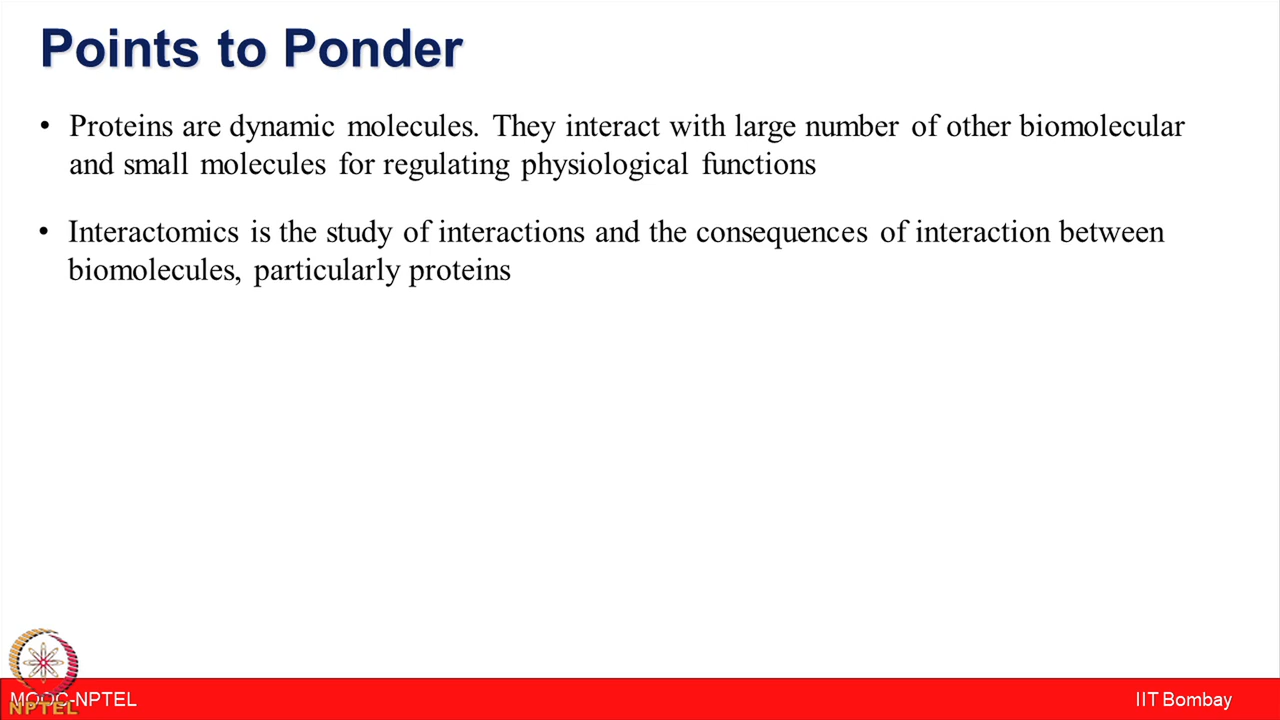 Points to Ponder
• Proteins are dynamic molecules. They interact with large number of other biomolecular
and small molecules for regulating physiological functions
• Interactomics is the study of interactions and the consequences of interaction between
biomolecules, particularly proteins
MOOC-NPTEL
NPTEL
IIT Bombay